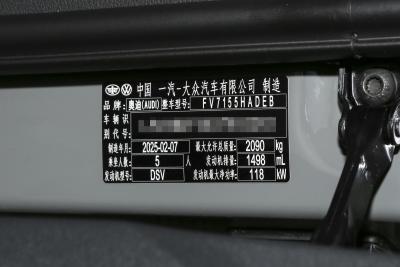 中国 一汽-大众汽车有限公司 制造
品牌: 奥迪(AUDI) 整车型号: FV7155HADEB
车辆识
别代号:
制造年月 2025-02-07 最大允许总质量: 2090 kg
乘坐人数 5 人 发动机排量: 1498 mL
发动机型号 DSV 发动机最大净功率: 118 kW